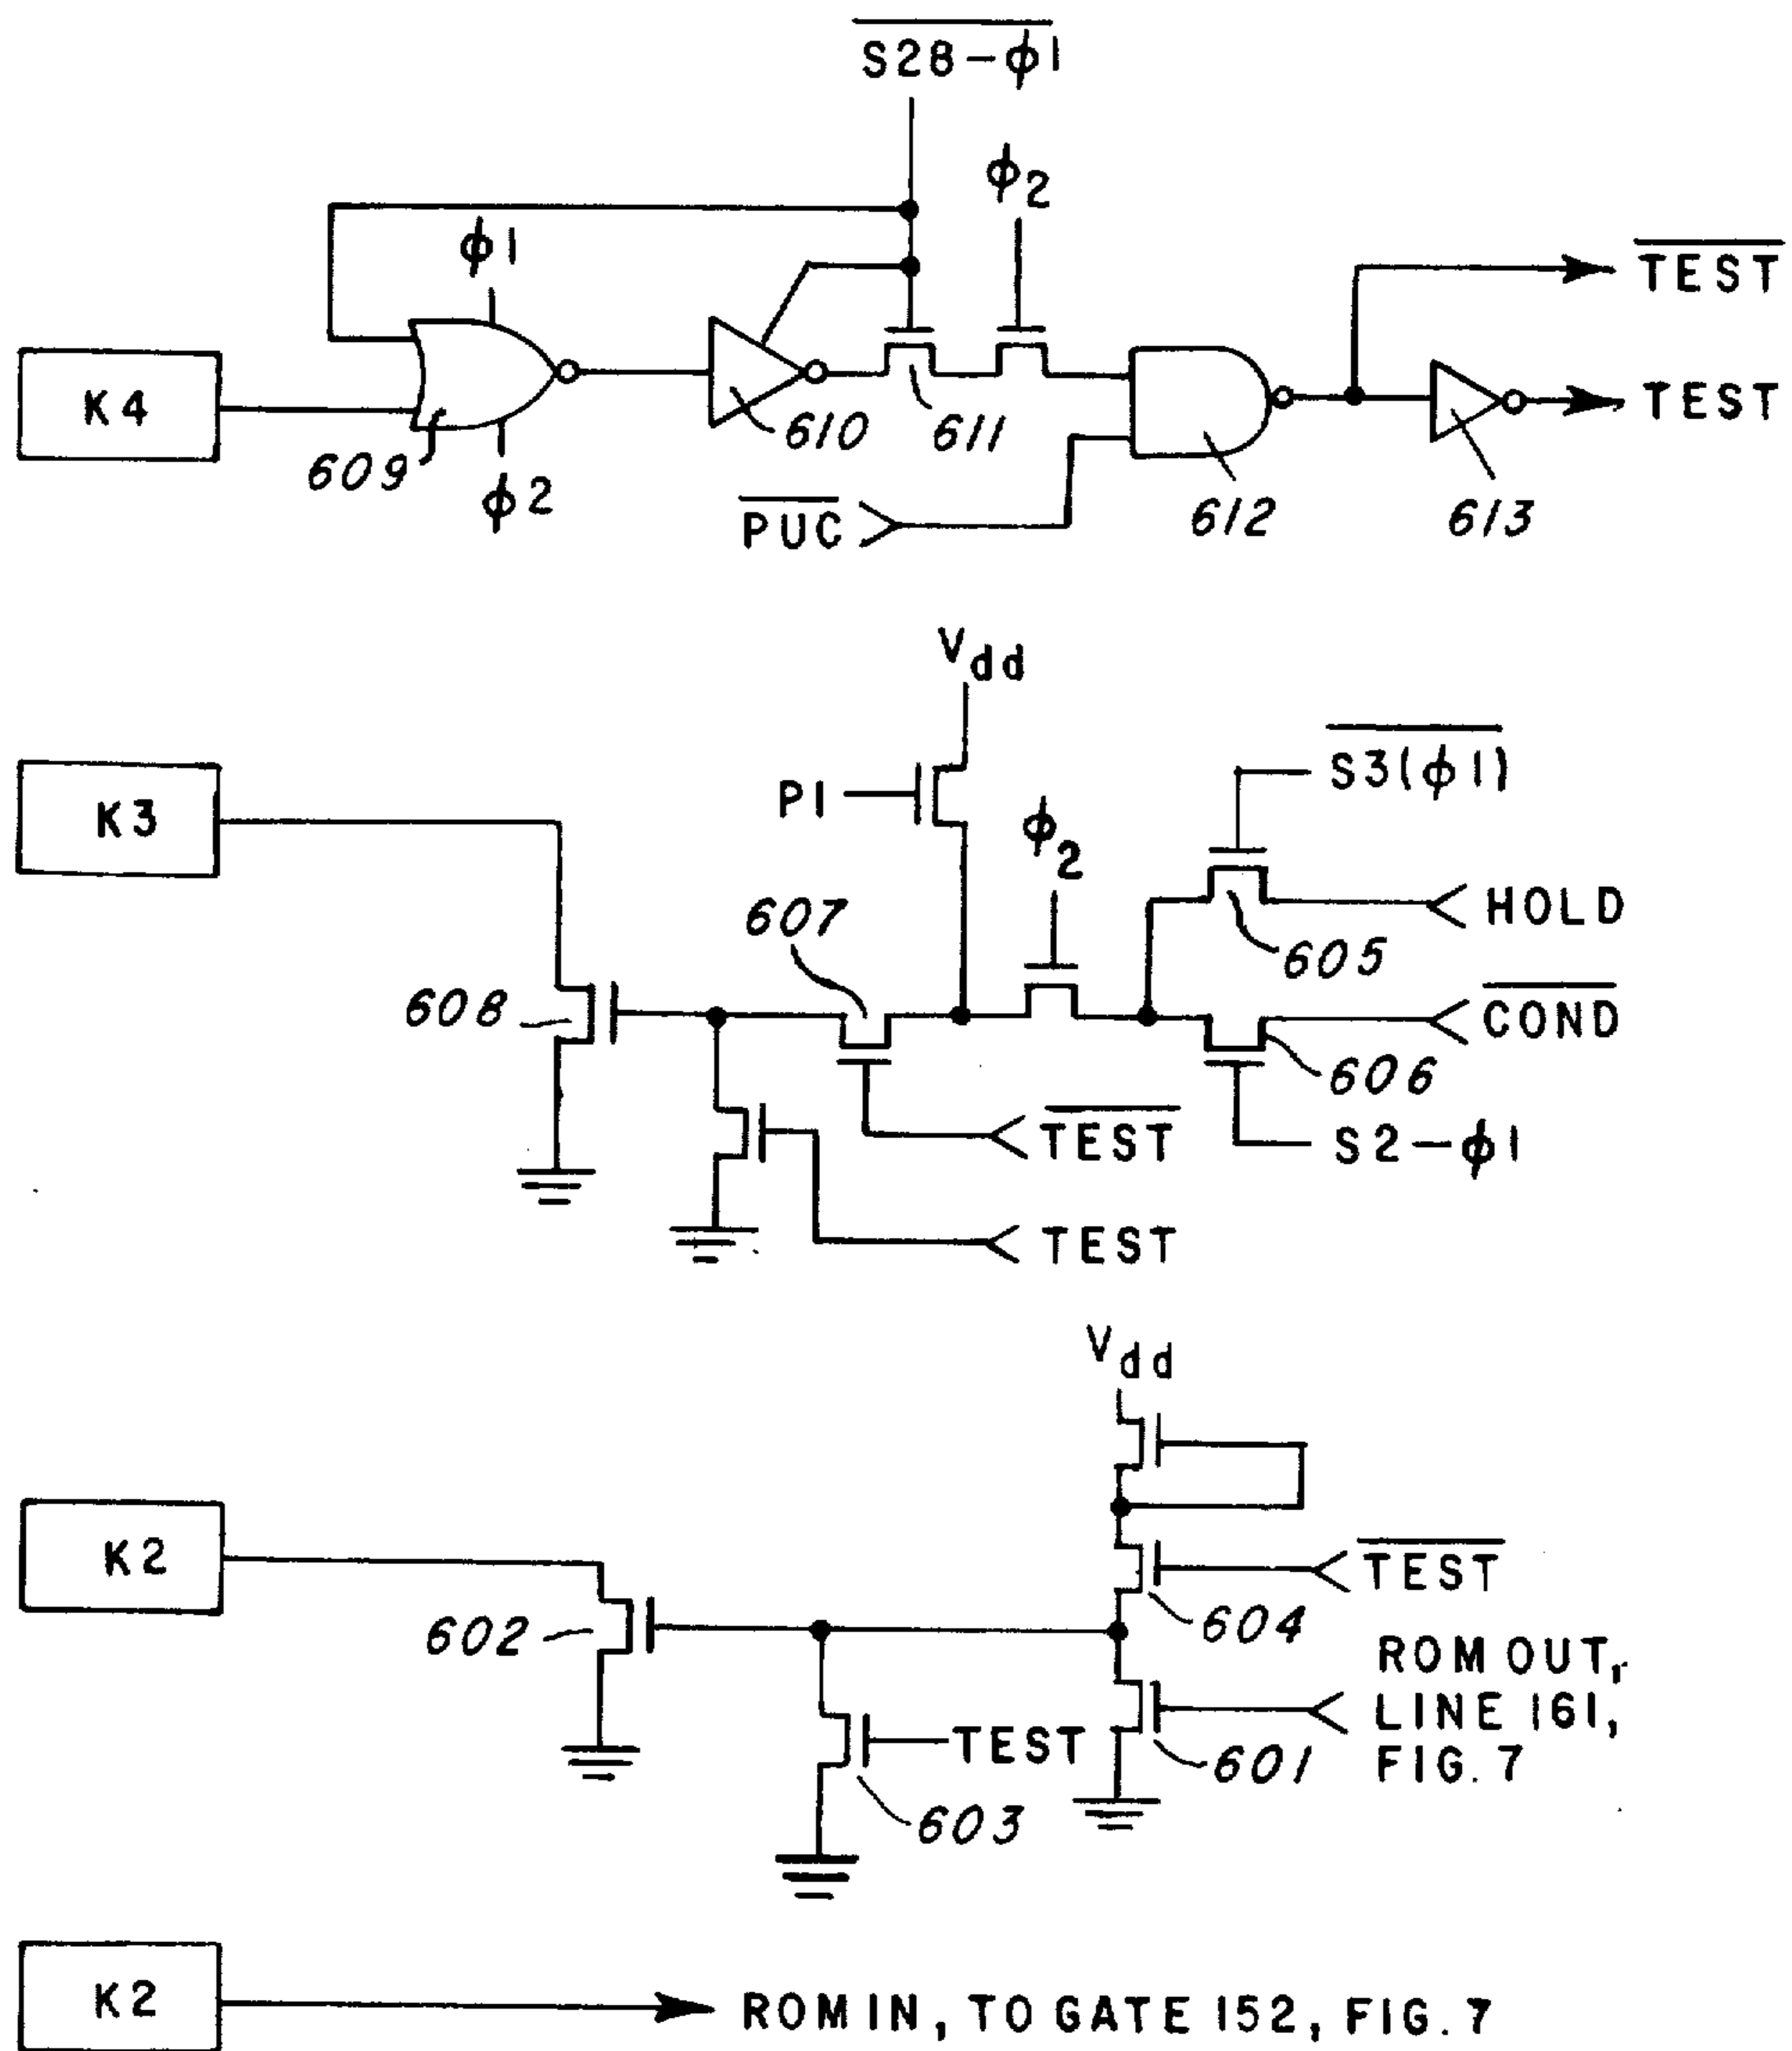 S28-ϕ1
ϕ2
ϕ1
TEST
K4
TEST
609
610
611
ϕ2
PUC
612
613
Vdd
S3(ϕ1)
P1
K3
ϕ2
607
HOLD
605
608
COND
606
TEST
S2-ϕ1
TEST
Vdd
K2
TEST
602
604
ROM OUT,
LINE 161,
FIG. 7
TEST
601
603
K2
ROM IN, TO GATE 152, FIG. 7